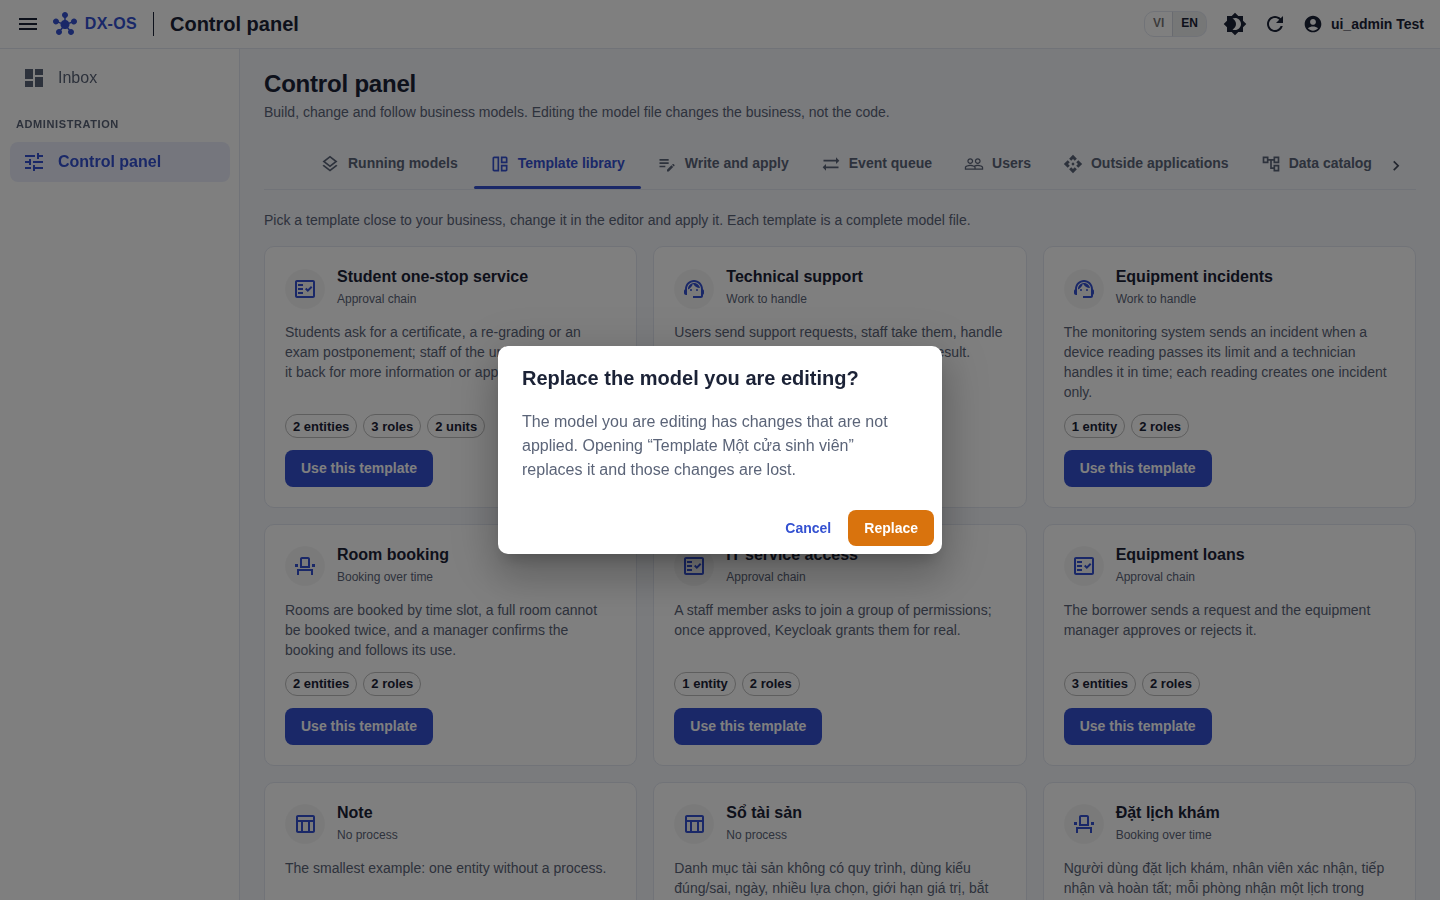 DX-OS
Control panel
VI
EN
ui_admin Test
Inbox
ADMINISTRATION
Control panel
Control panel
Build, change and follow business models. Editing the model file changes the business, not the code.
Running models
Template library
Write and apply
Event queue
Users
Outside applications
Data catalog
Pick a template close to your business, change it in the editor and apply it. Each template is a complete model file.
Student one-stop service
Approval chain
Students ask for a certificate, a re-grading or an
exam postponement; staff of the
it back for more information or
2 entities
3 roles
2 units
Use this template
Technical support
Work to handle
Users send support requests, staff take them, handle
Equipment incidents
Work to handle
The monitoring system sends an incident when a
device reading passes its limit and a technician
handles it in time; each reading creates one incident
only.
1 entity
2 roles
Use this template
Replace the model you are editing?
The model you are editing has changes that are not
applied. Opening “Template Một cửa sinh viên”
replaces it and those changes are lost.
Cancel
Replace
Room booking
Booking over time
Rooms are booked by time slot, a full room cannot
be booked twice, and a manager confirms the
booking and follows its use.
2 entities
2 roles
Use this template
IT service access
Approval chain
A staff member asks to join a group of permissions;
once approved, Keycloak grants them for real.
1 entity
2 roles
Use this template
Equipment loans
Approval chain
The borrower sends a request and the equipment
manager approves or rejects it.
3 entities
2 roles
Use this template
Note
No process
The smallest example: one entity without a process.
Sổ tài sản
No process
Danh mục tài sản không có quy trình, dùng kiểu
đúng/sai, ngày, nhiều lựa chọn, giới hạn giá trị, bắt
Đặt lịch khám
Booking over time
Người dùng đặt lịch khám, nhân viên xác nhận, tiếp
nhận và hoàn tất; mỗi phòng nhận một lịch trong